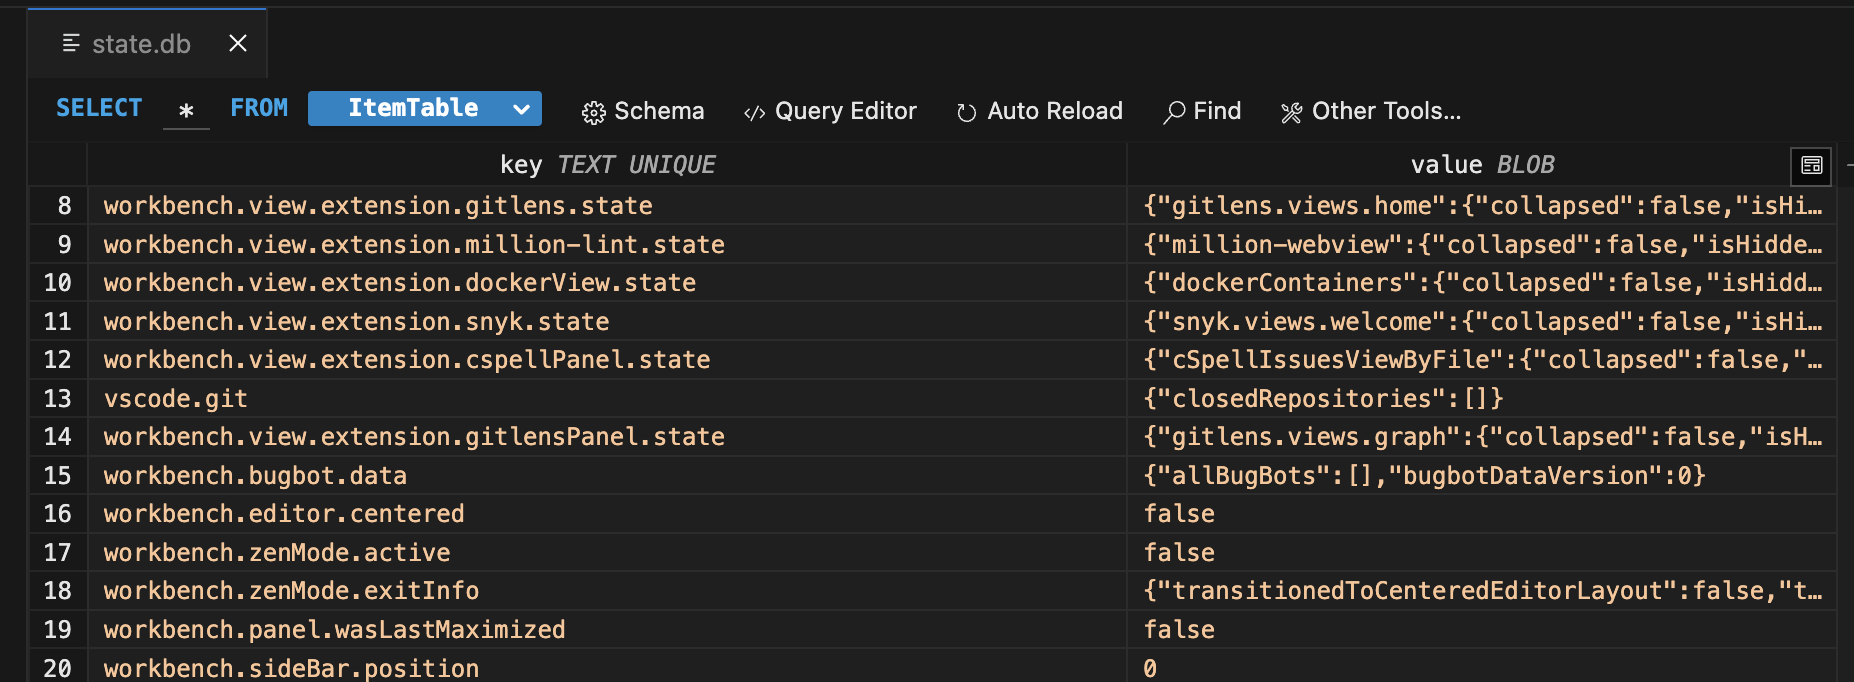 state.db
SELECT * FROM ItemTable Schema Query Editor Auto Reload Find Other Tools...
key TEXT UNIQUE value BLOB
8 workbench.view.extension.gitlens.state {"gitlens.views.home":{"collapsed":false,"isHi…
9 workbench.view.extension.million-lint.state {"million-webview":{"collapsed":false,"isHidde…
10 workbench.view.extension.dockerView.state {"dockerContainers":{"collapsed":false,"isHidd…
11 workbench.view.extension.snyk.state {"snyk.views.welcome":{"collapsed":false,"isHi…
12 workbench.view.extension.cspellPanel.state {"cSpellIssuesViewByFile":{"collapsed":false,"…
13 vscode.git {"closedRepositories":[]}
14 workbench.view.extension.gitlensPanel.state {"gitlens.views.graph":{"collapsed":false,"isH…
15 workbench.bugbot.data {"allBugBots":[],"bugbotDataVersion":0}
16 workbench.editor.centered false
17 workbench.zenMode.active false
18 workbench.zenMode.exitInfo {"transitionedToCenteredEditorLayout":false,"t…
19 workbench.panel.wasLastMaximized false
20 workbench.sideBar.position 0